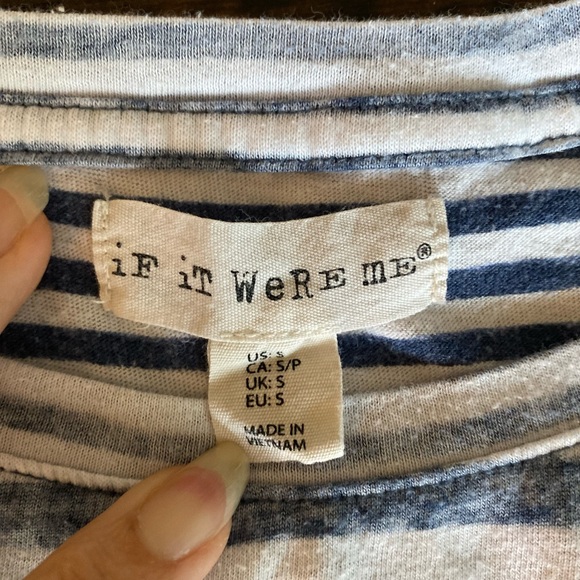 iF iT WeRE mE®
US: S
CA: S/P
UK: S
EU: S
MADE IN
VIETNAM